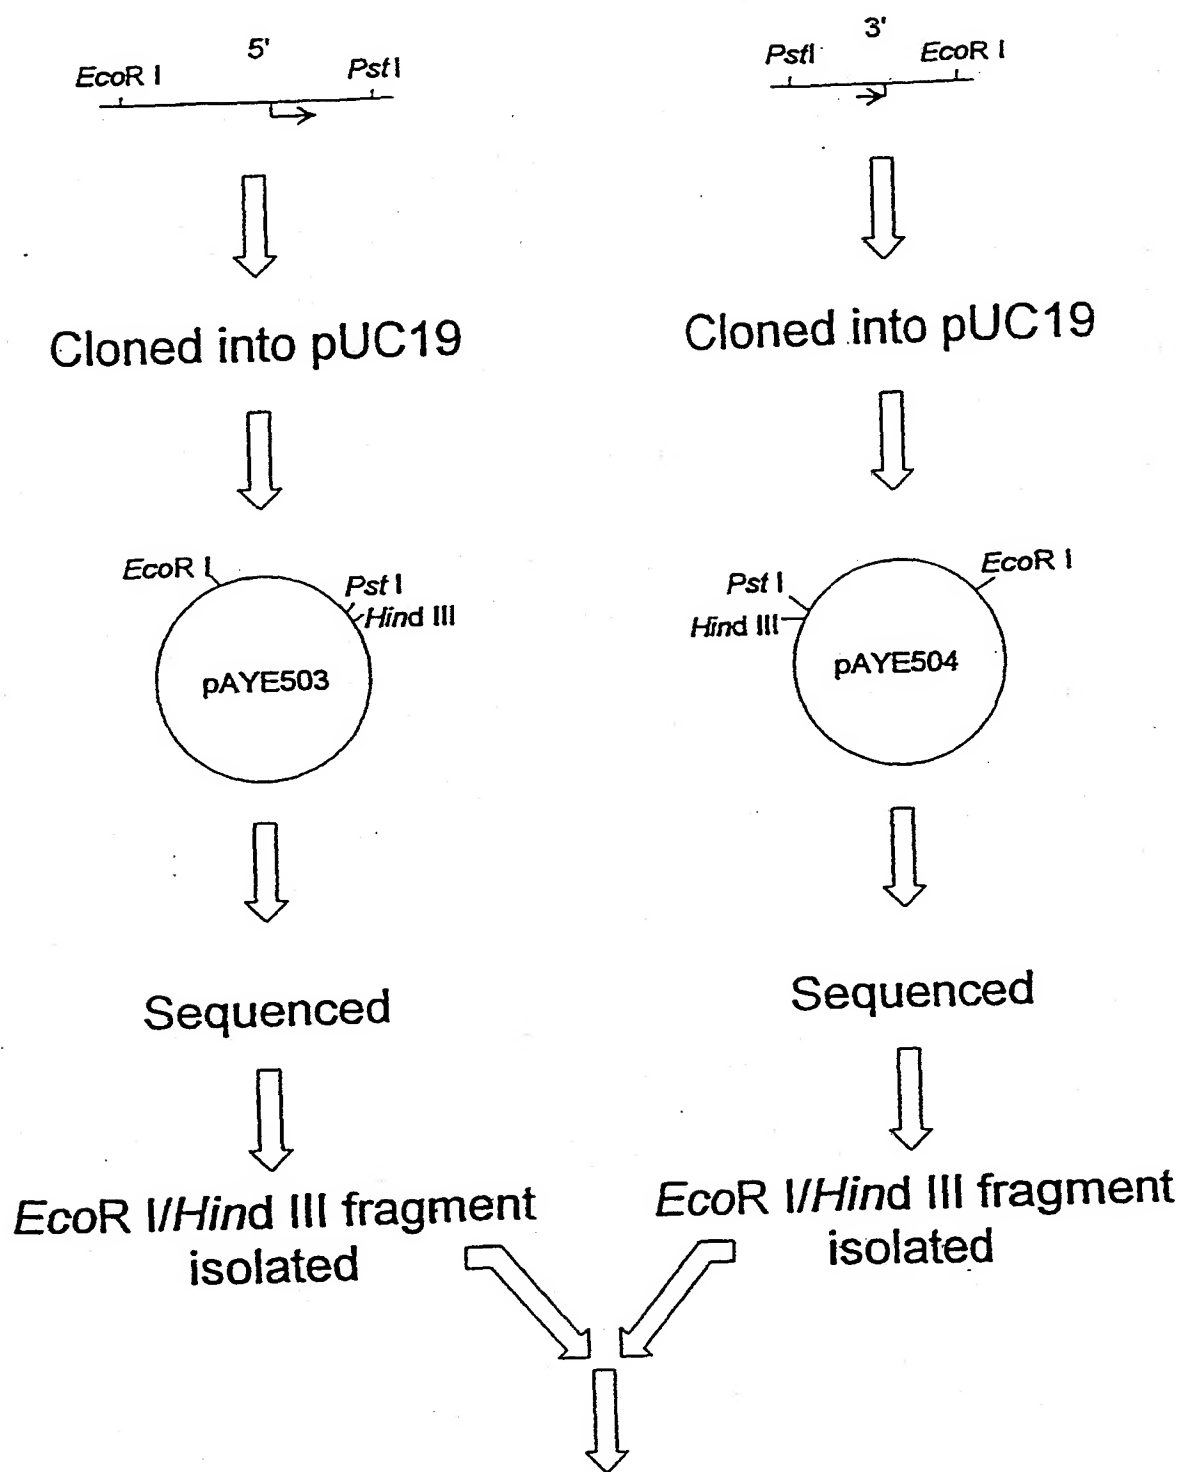 5'
EcoR I
Pst I
3'
PstI
EcoR I
Cloned into pUC19
Cloned into pUC19
EcoR I
Pst I
Hind III
pAYE503
Pst I
EcoR I
Hind III
pAYE504
Sequenced
Sequenced
EcoR I/Hind III fragment
isolated
EcoR I/Hind III fragment
isolated